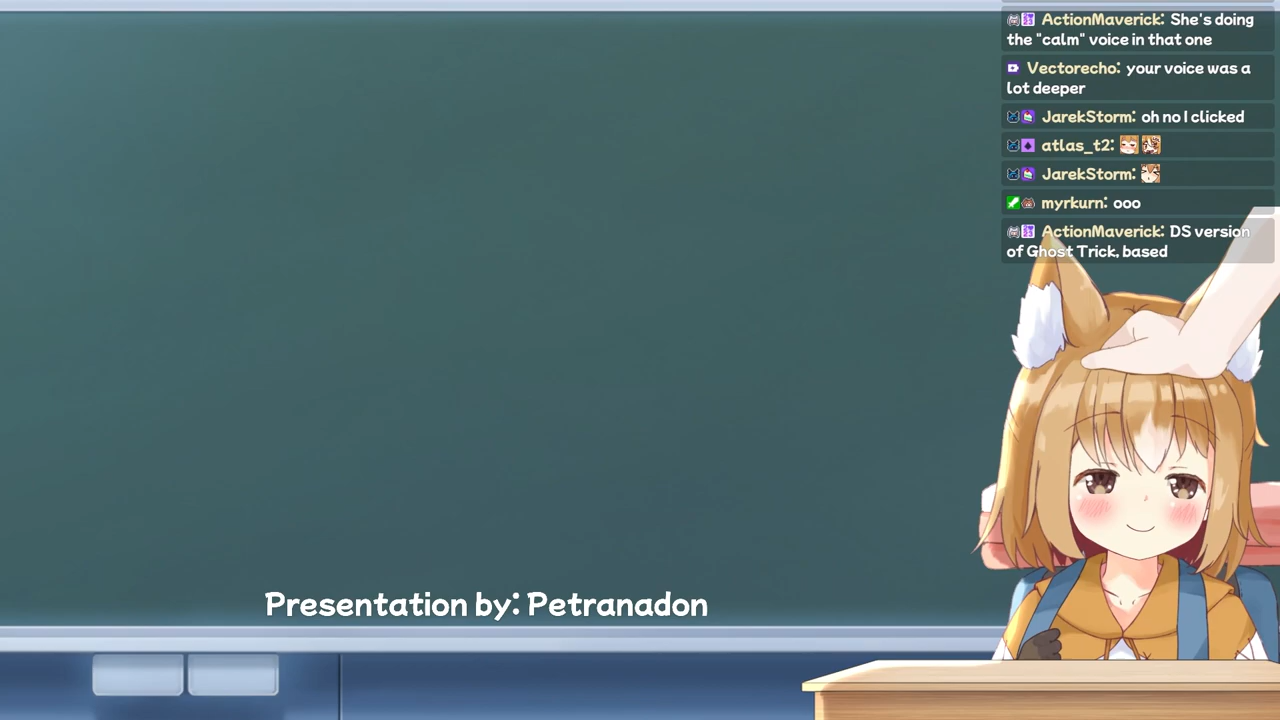 ActionMaverick: She's doing
the "calm" voice in that one
Vectorecho: your voice was a
lot deeper
JarekStorm: oh no I clicked
atlas_t2:
JarekStorm:
myrkurn: ooo
ActionMaverick: DS version
of Ghost Trick, based
Presentation by: Petranadon